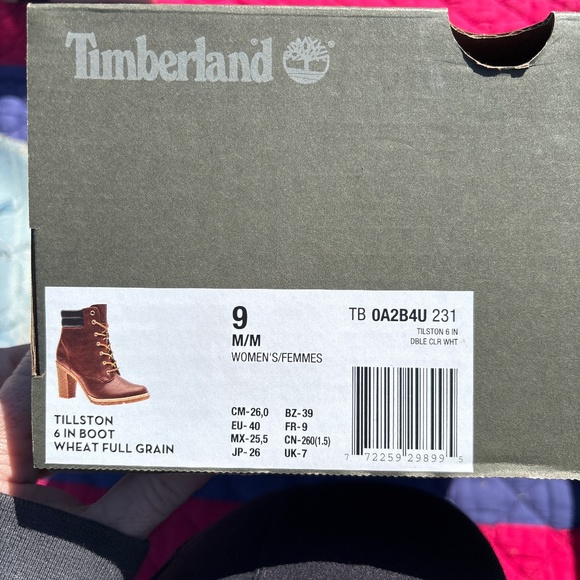 Timberland
9
M/M
WOMEN'S/FEMMES
TB 0A2B4U 231
TILSTON 6 IN
DBLE CLR WHT
TILLSTON
6 IN BOOT
WHEAT FULL GRAIN
CM-26,0 BZ-39
EU- 40 FR-9
MX-25,5 CN-260(1.5)
JP- 26 UK-7
7 72259 29899 5